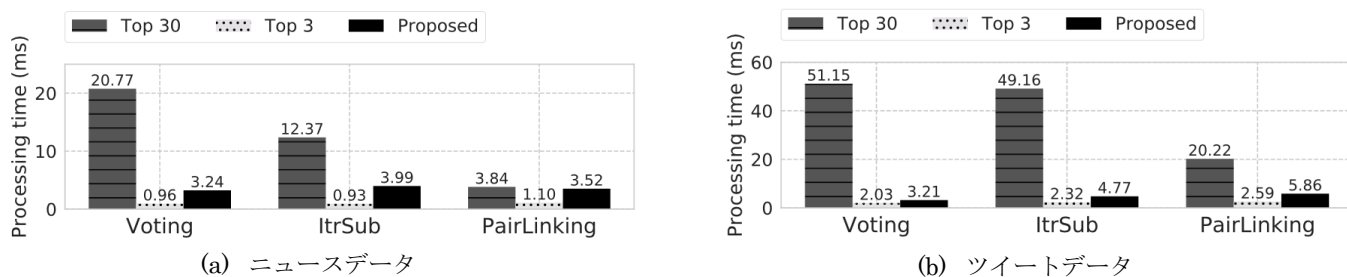 Top 30 Top 3 Proposed
Processing time (ms)
20
10
0
20.77 0.96 3.24 12.37 0.93 3.99 3.84 1.10 3.52
Voting ItrSub PairLinking
(a) ニュースデータ
Top 30 Top 3 Proposed
Processing time (ms)
60
40
20
0
51.15 2.03 3.21 49.16 2.32 4.77 20.22 2.59 5.86
Voting ItrSub PairLinking
(b) ツイートデータ